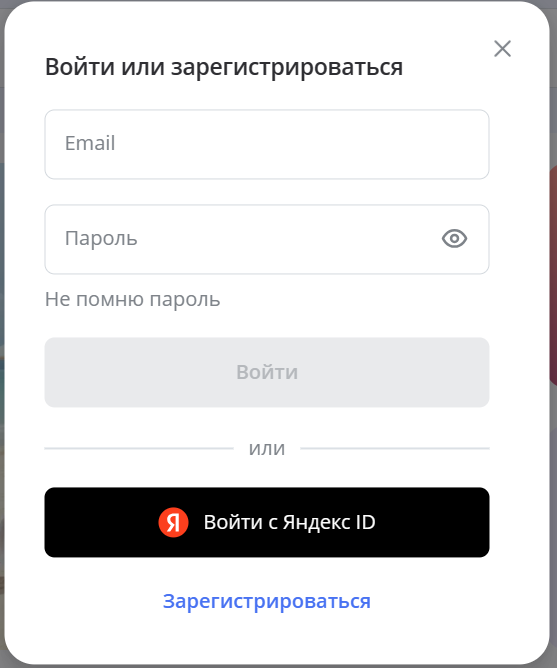 Войти или зарегистрироваться
Email
Пароль
Не помню пароль
Войти
или
Я Войти с Яндекс ID
Зарегистрироваться